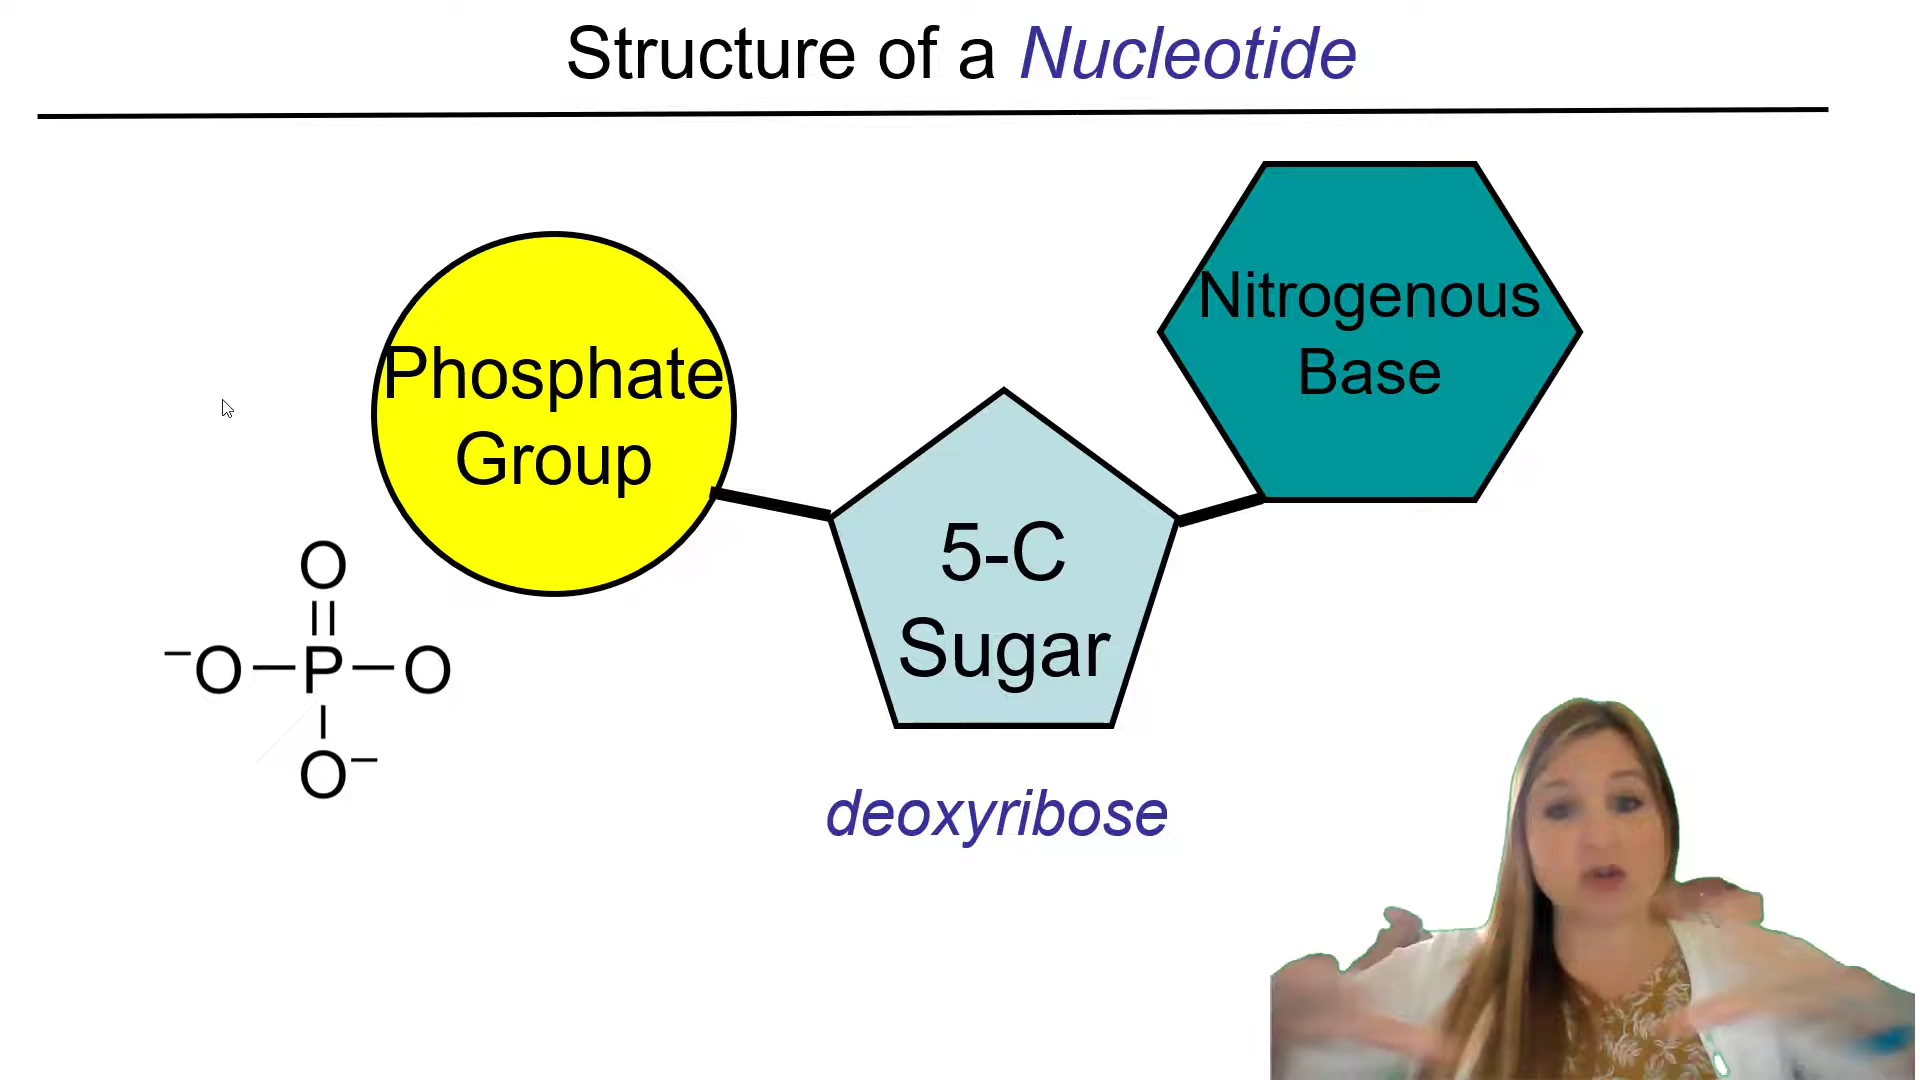 Structure of a Nucleotide
Phosphate
Group
Nitrogenous
Base
5-C
Sugar
O
⁻O–P–O
O⁻
deoxyribose